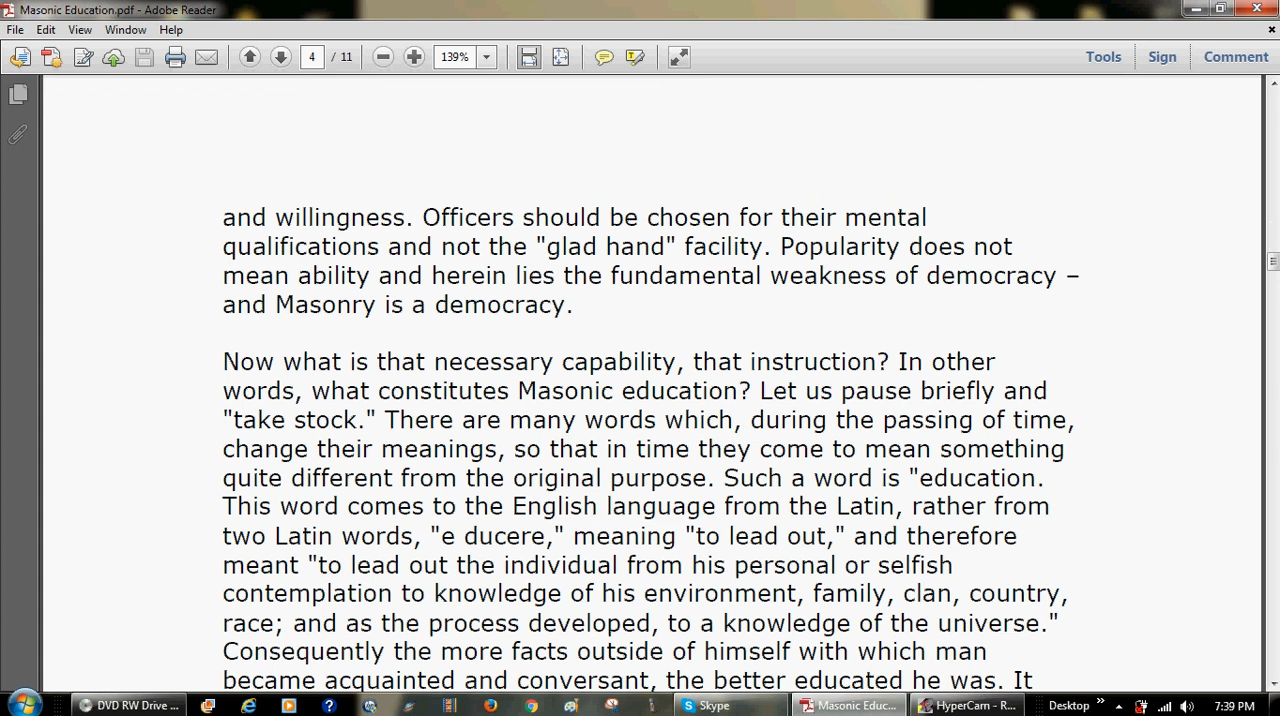 Masonic Education.pdf - Adobe Reader
File Edit View Window Help
4 / 11 139% Tools Sign Comment
and willingness. Officers should be chosen for their mental
qualifications and not the "glad hand" facility. Popularity does not
mean ability and herein lies the fundamental weakness of democracy –
and Masonry is a democracy.
Now what is that necessary capability, that instruction? In other
words, what constitutes Masonic education? Let us pause briefly and
"take stock." There are many words which, during the passing of time,
change their meanings, so that in time they come to mean something
quite different from the original purpose. Such a word is "education.
This word comes to the English language from the Latin, rather from
two Latin words, "e ducere," meaning "to lead out," and therefore
meant "to lead out the individual from his personal or selfish
contemplation to knowledge of his environment, family, clan, country,
race; and as the process developed, to a knowledge of the universe."
Consequently the more facts outside of himself with which man
became acquainted and conversant, the better educated he was. It
DVD RW Drive ... Skype Masonic Educ... HyperCam - R... Desktop » 7:39 PM